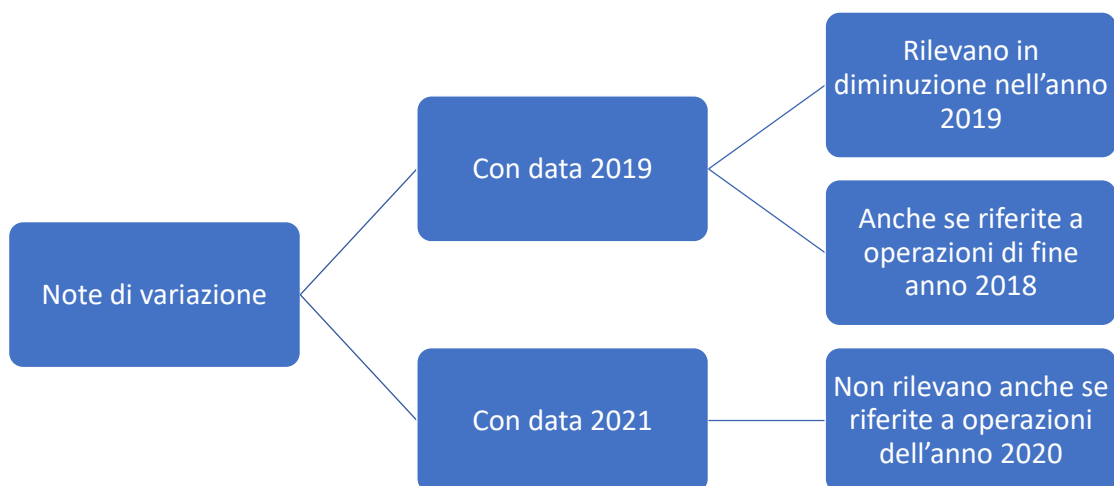 Note di variazione
Con data 2019
Rilevano in
diminuzione nell’anno
2019
Anche se riferite a
operazioni di fine
anno 2018
Con data 2021
Non rilevano anche se
riferite a operazioni
dell’anno 2020